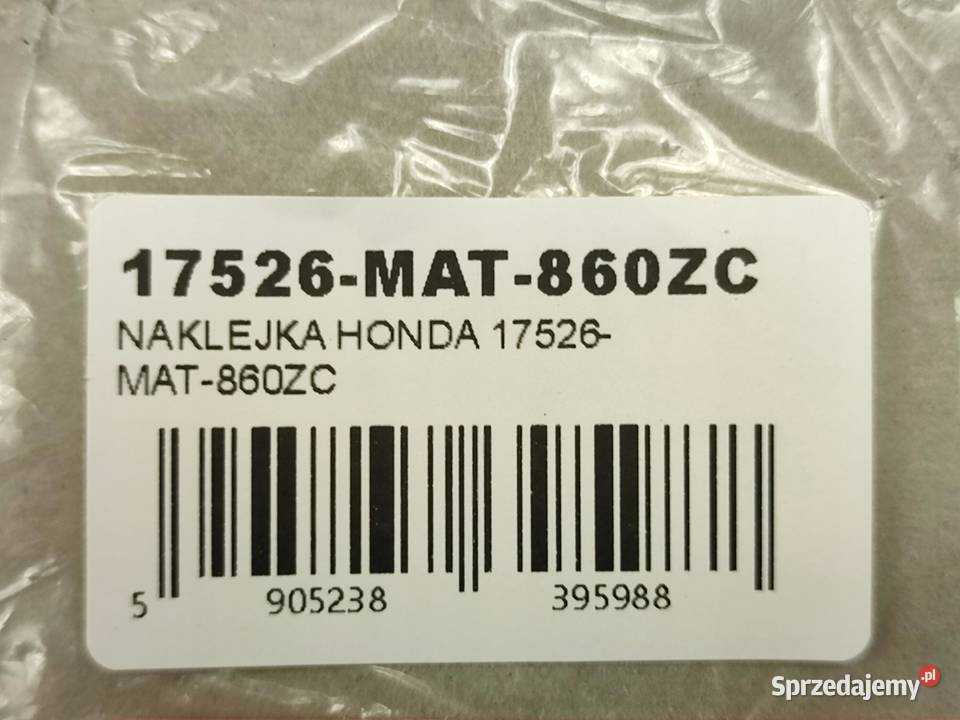 17526-MAT-860ZC
NAKLEJKA HONDA 17526-
MAT-860ZC
5 905238 395988
Sprzedajemy.pl